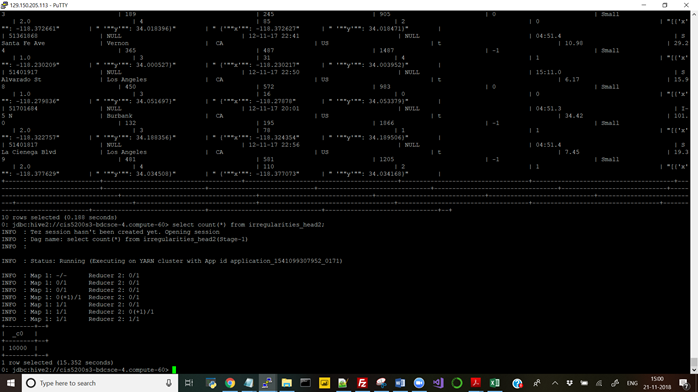 129.150.205.113 - PuTTY
3 | 189 | 245 | 905 | 0 | Small
| 2.0 | 4 | 85 | 2 | 0 | "[{'x'
"": -118.372661" | " '""y""': 34.018396}" | " {'""x""': -118.372627" | " '""y""': 34.018471}" |
| 51361868 | NULL | 12-11-17 22:41 | NULL | 04:51.4 | S
Santa Fe Ave | Vernon | CA | US | t | 10.98 | 29.2
4 | 365 | 487 | 1487 | -1 | Small
| 1.0 | 3 | 31 | 4 | 1 | "[{'x'
"": -118.230209" | " '""y""': 34.000527}" | " {'""x""': -118.230217" | " '""y""': 34.003952}" |
| 51401917 | NULL | 12-11-17 23:50 | NULL | 15:11.0 | S
Alvarado St | Los Angeles | CA | US | t | 6.17 | 15.9
8 | 450 | 572 | 983 | 0 | Small
| 1.0 | 3 | 16 | 0 | 0 | "[{'x'
"": -118.279836" | " '""y""': 34.051697}" | " {'""x""': -118.27878" | " '""y""': 34.053379}" |
| 51701684 | NULL | 12-11-17 20:01 | NULL | 04:51.3
5 N | Burbank | CA | US | t | 34.42 | 101.
0 | 132 | 195 | 1866 | -1 | Small
| 2.0 | 3 | 78 | 1 | 1 | "[{'x'
"": -118.322757" | " '""y""': 34.188356}" | " {'""x""': -118.324354" | " '""y""': 34.189506}" |
| 51401817 | NULL | 12-11-17 22:56 | NULL | 04:51.4 | S
La Cienega Blvd | Los Angeles | CA | US | t | 7.45 | 19.3
9 | 481 | 581 | 1205 | -1 | Small
| 2.0 | 4 | 110 | 2 | 1 | "[{'x'
"": -118.377629" | " '""y""': 34.034508}" | " {'""x""': -118.377073" | " '""y""': 34.034168}" |
10 rows selected (0.188 seconds)
0: jdbc:hive2://cis5200s3-bdcsce-4.compute-60> select count(*) from irregularities_head2;
INFO : Tez session hasn't been created yet. Opening session
INFO : Dag name: select count(*) from irregularities_head2(Stage-1)
INFO :
INFO : Status: Running (Executing on YARN cluster with App id application_1541099307952_0171)
INFO : Map 1: -/- Reducer 2: 0/1
INFO : Map 1: 0/1 Reducer 2: 0/1
INFO : Map 1: 0/1 Reducer 2: 0/1
INFO : Map 1: 0(+1)/1 Reducer 2: 0/1
INFO : Map 1: 1/1 Reducer 2: 0/1
INFO : Map 1: 1/1 Reducer 2: 0(+1)/1
INFO : Map 1: 1/1 Reducer 2: 1/1
+--------+--+
| _c0 |
+--------+--+
| 10000 |
+--------+--+
1 row selected (15.352 seconds)
0: jdbc:hive2://cis5200s3-bdcsce-4.compute-60>
Type here to search
ENG
15:00
21-11-2018